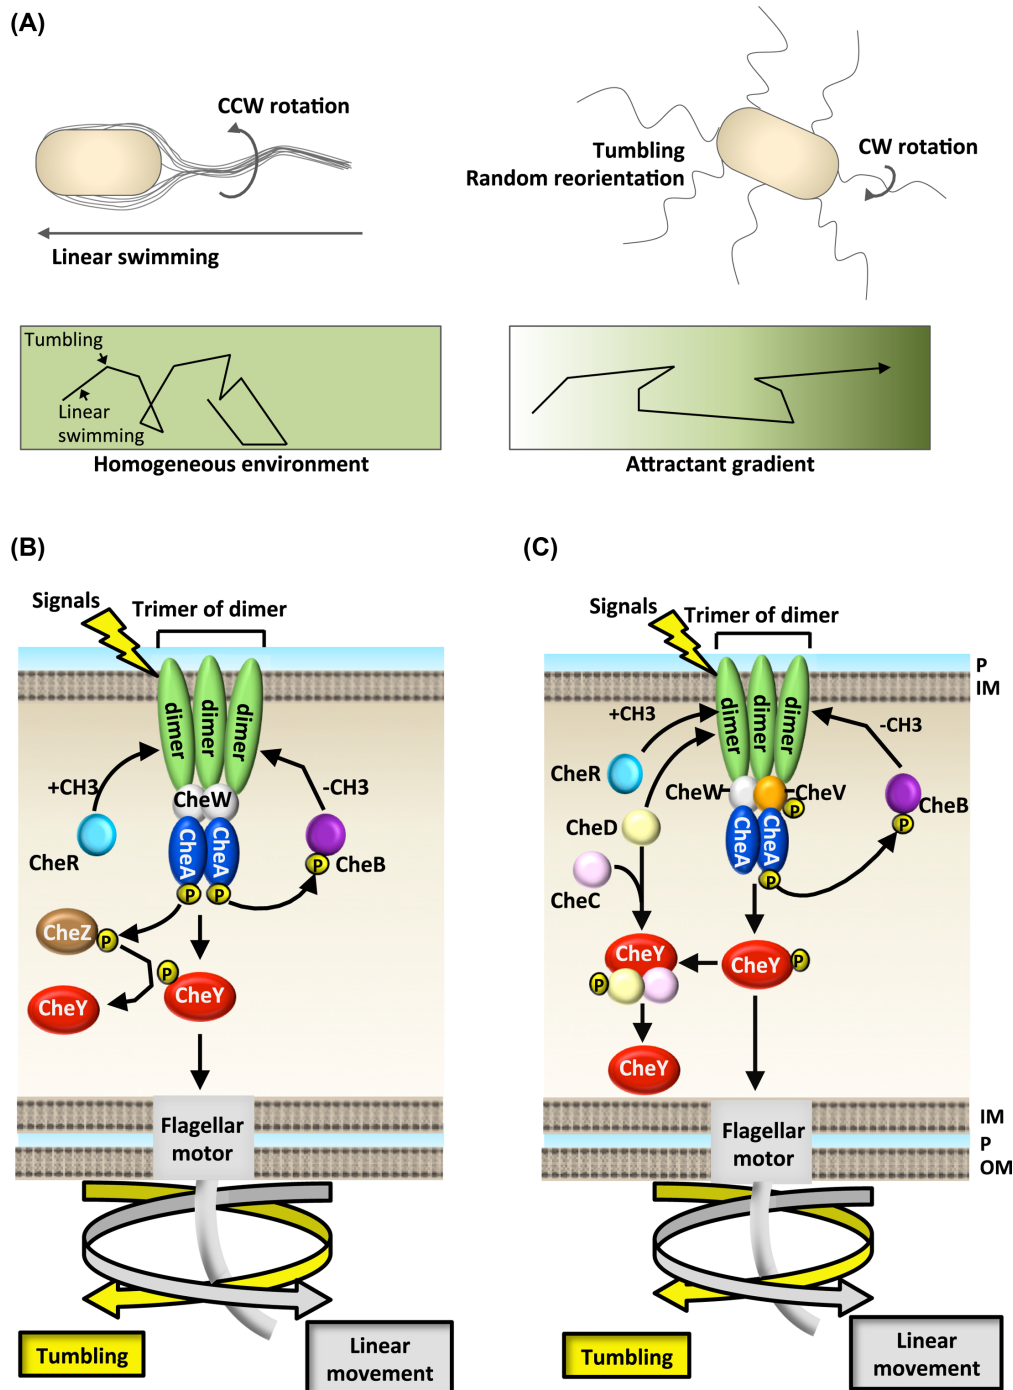 (A)
CCW rotation
Linear swimming
Tumbling
Random reorientation
CW rotation
Tumbling
Linear
swimming
Homogeneous environment
Attractant gradient
(B)
Signals
Trimer of dimer
dimer
dimer
dimer
+CH3
-CH3
CheW
CheR
CheA
CheA
CheB
P
P
P
CheZ
P
P
CheY
CheY
Flagellar
motor
Tumbling
Linear
movement
(C)
Signals
Trimer of dimer
P
IM
dimer
dimer
dimer
+CH3
-CH3
CheR
CheW
CheV
P
CheB
P
CheD
CheA
CheA
P
CheC
CheY
P
CheY
P
CheY
Flagellar
motor
IM
P
OM
Tumbling
Linear
movement